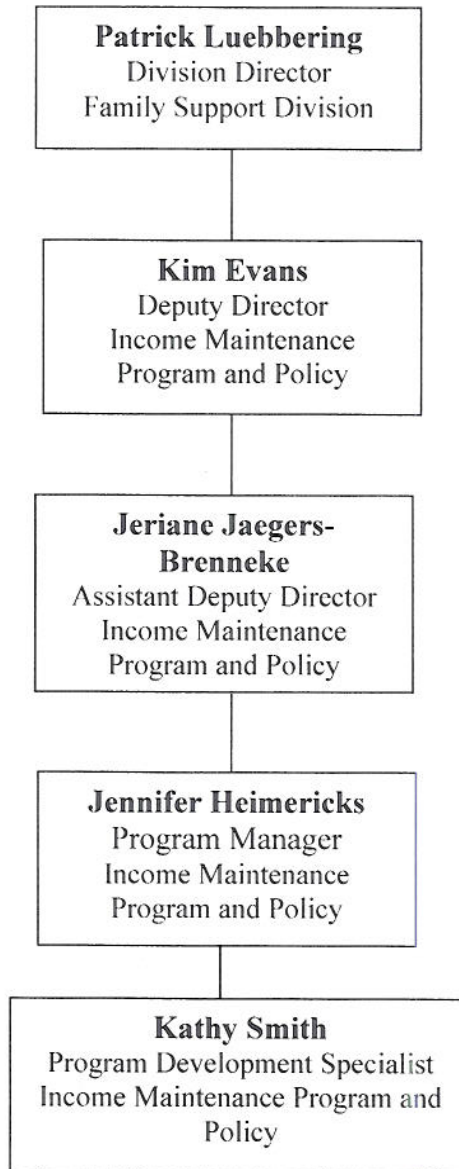 Patrick Luebbering
Division Director
Family Support Division
Kim Evans
Deputy Director
Income Maintenance
Program and Policy
Jeriane Jaegers-
Brenneke
Assistant Deputy Director
Income Maintenance
Program and Policy
Jennifer Heimericks
Program Manager
Income Maintenance
Program and Policy
Kathy Smith
Program Development Specialist
Income Maintenance Program and
Policy